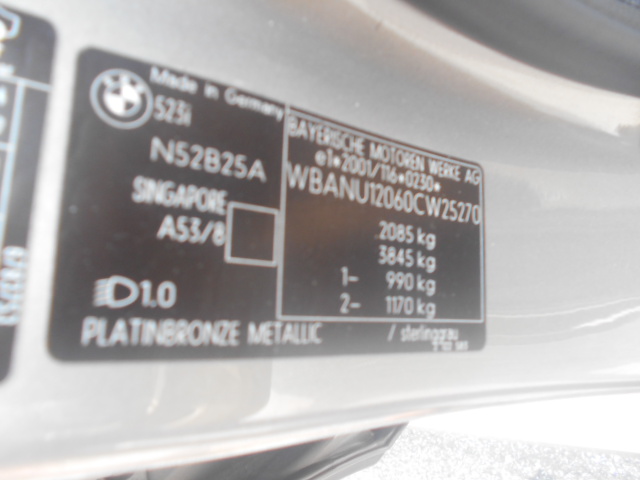 Made in Germany
523i
N52B25A
SINGAPORE
A53/8
1.0
PLATINBRONZE METALLIC / sterlinggrau
BAYERISCHE MOTOREN WERKE AG
e1*2001/116*0230*
WBANU12060CW25270
2085 kg
3845 kg
1- 990 kg
2- 1170 kg